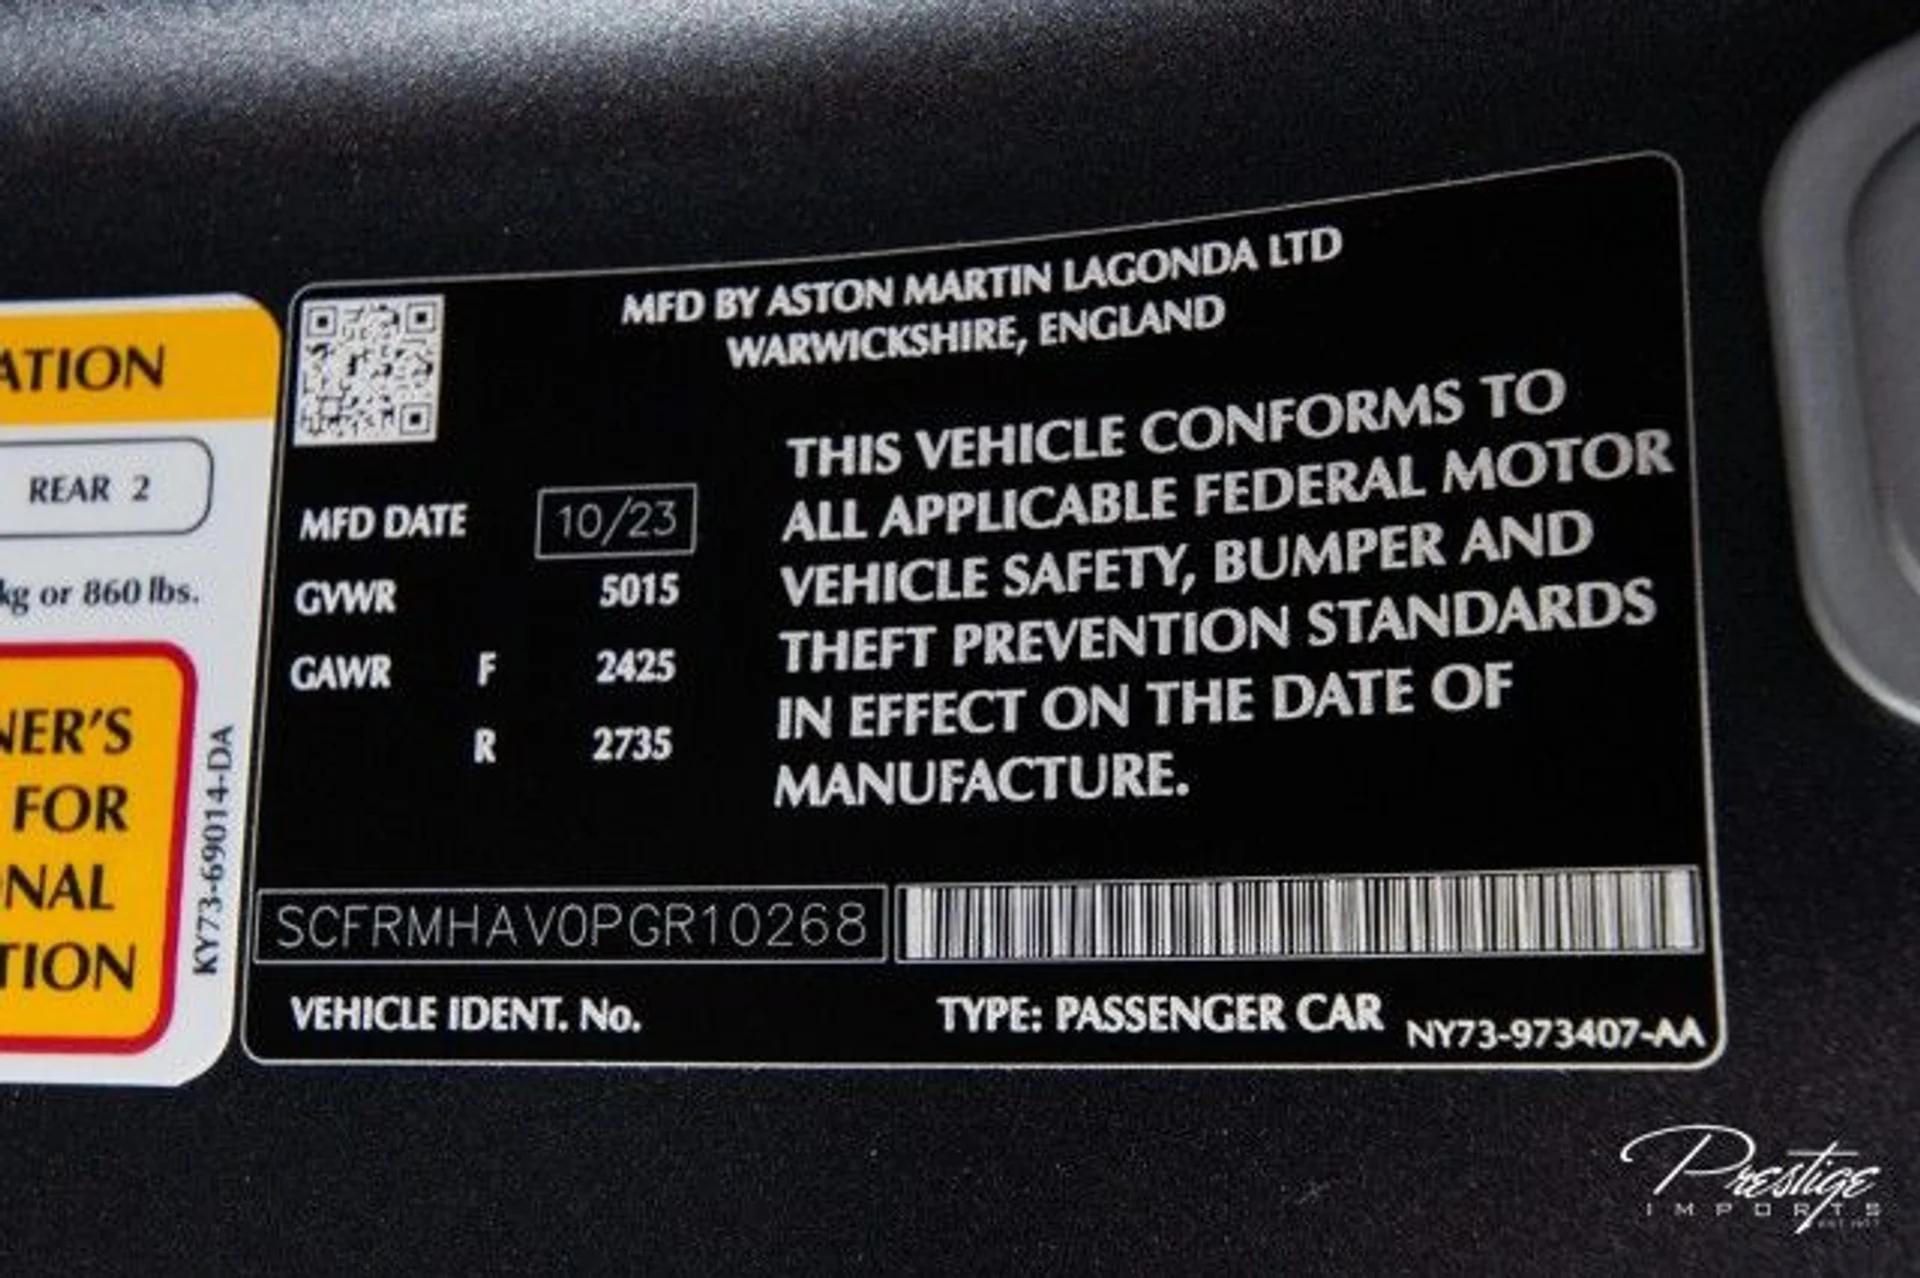 ATION
REAR 2
kg or 860 lbs.
NER'S
FOR
ONAL
TION
KY73-69014-DA
MFD BY ASTON MARTIN LAGONDA LTD
WARWICKSHIRE, ENGLAND
MFD DATE 10/23
GVWR 5015
GAWR F 2425
R 2735
THIS VEHICLE CONFORMS TO
ALL APPLICABLE FEDERAL MOTOR
VEHICLE SAFETY, BUMPER AND
THEFT PREVENTION STANDARDS
IN EFFECT ON THE DATE OF
MANUFACTURE.
SCFRMHAV0PGR10268
VEHICLE IDENT. No.
TYPE: PASSENGER CAR
NY73-973407-AA
Prestige
IMPORTS